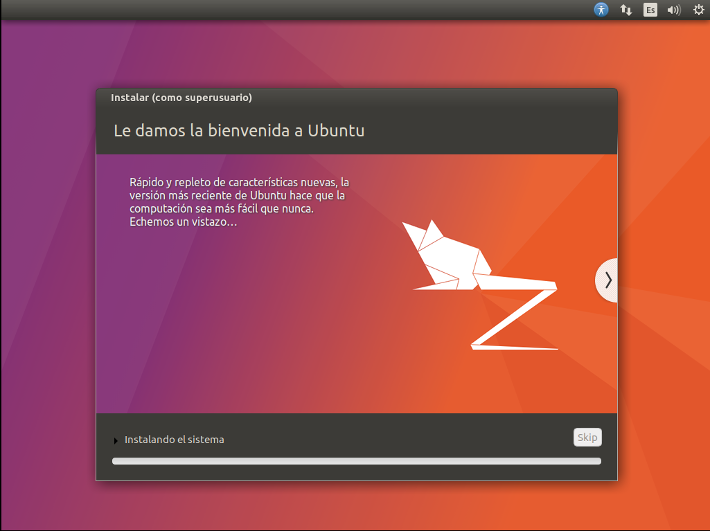 Es
Instalar (como superusuario)
Le damos la bienvenida a Ubuntu
Rápido y repleto de características nuevas, la
versión más reciente de Ubuntu hace que la
computación sea más fácil que nunca.
Echemos un vistazo...
Instalando el sistema
Skip